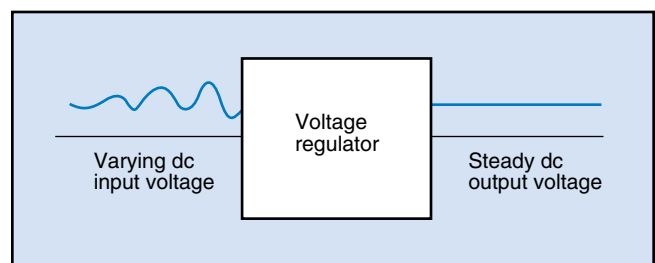 Voltage
regulator
Varying dc
input voltage
Steady dc
output voltage